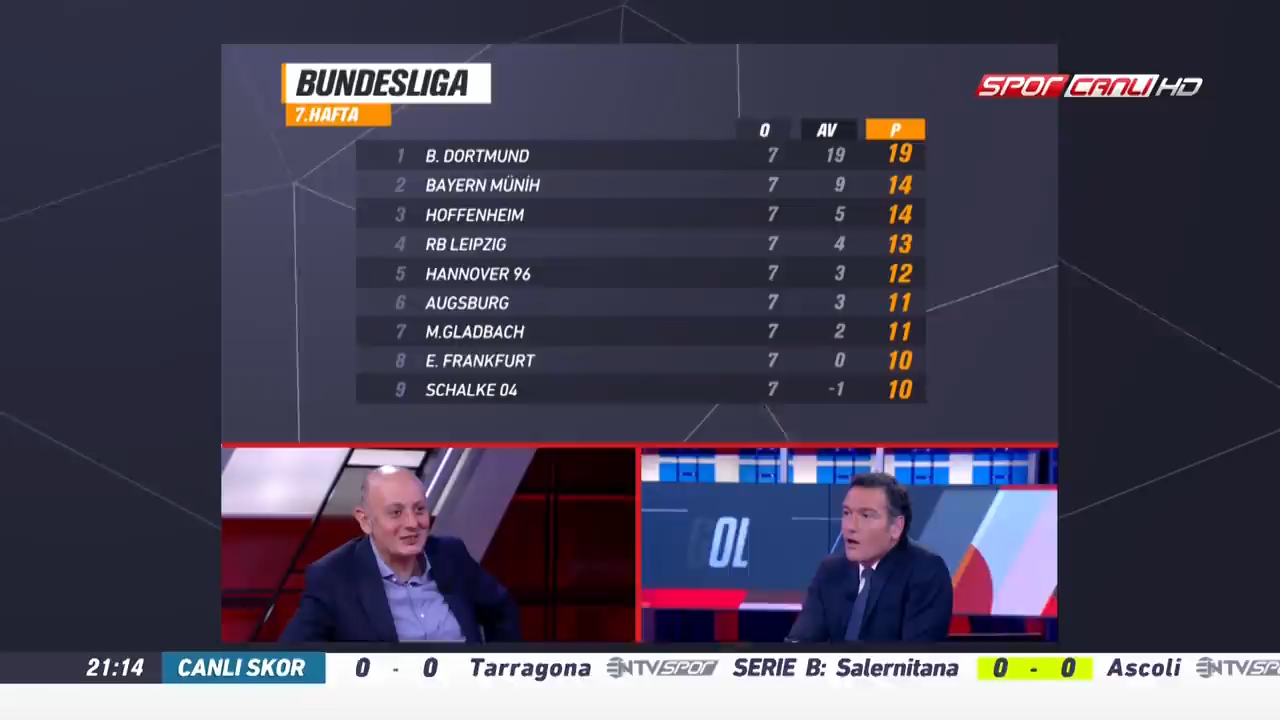 BUNDESLIGA
7.HAFTA
SPOR CANLI HD
O AV P
1 B. DORTMUND 7 19 19
2 BAYERN MÜNİH 7 9 14
3 HOFFENHEIM 7 5 14
4 RB LEIPZIG 7 4 13
5 HANNOVER 96 7 3 12
6 AUGSBURG 7 3 11
7 M.GLADBACH 7 2 11
8 E. FRANKFURT 7 0 10
9 SCHALKE 04 7 -1 10
OL
21:14 CANLI SKOR 0 - 0 Tarragona NTVSPOR SERIE B: Salernitana 0 - 0 Ascoli NTVSP